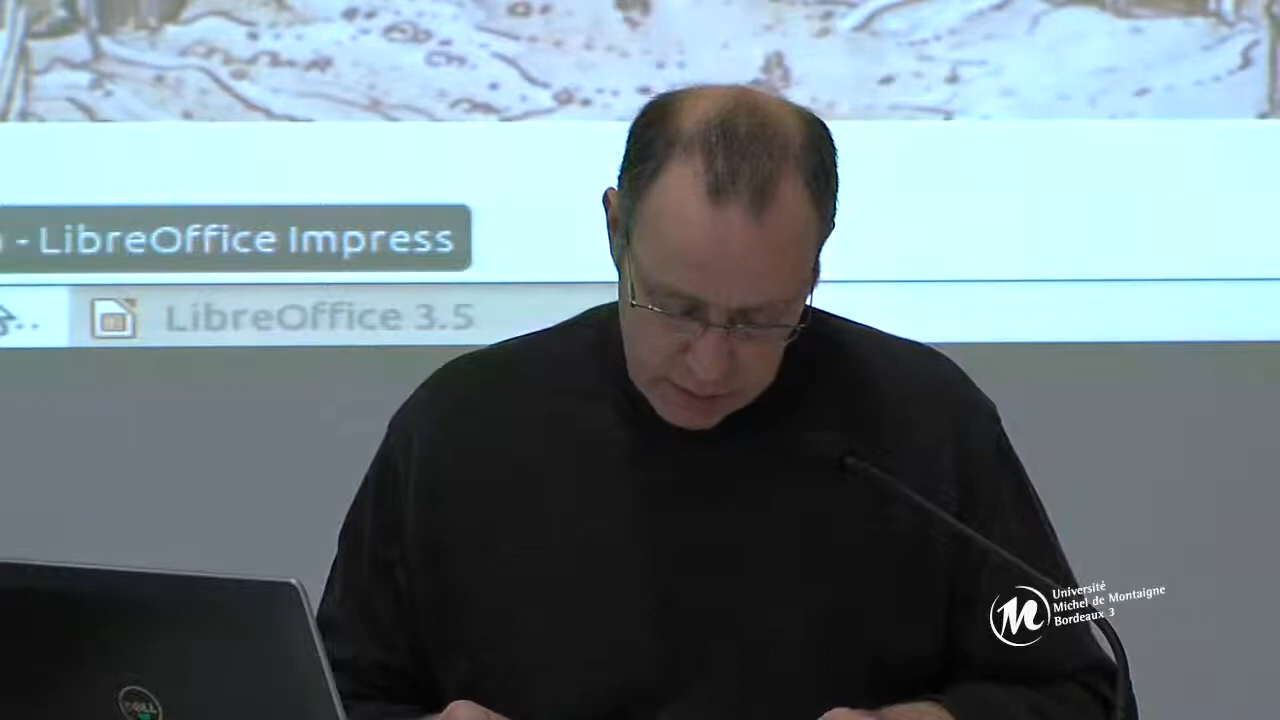 - LibreOffice Impress
LibreOffice 3.5
Université
Michel de Montaigne
Bordeaux 3
DELL